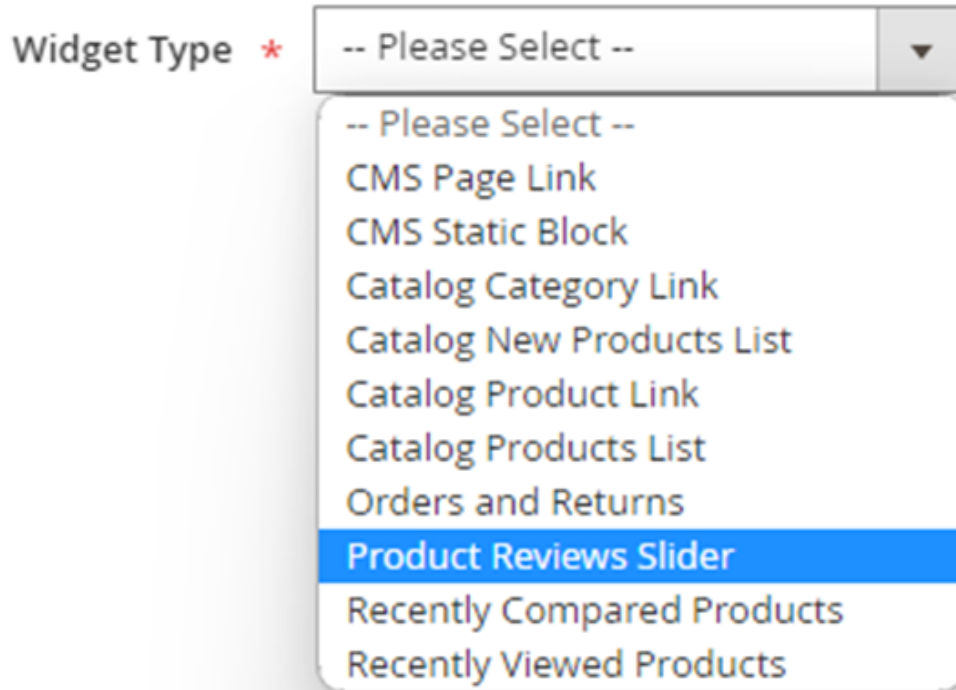 Widget Type * -- Please Select --
-- Please Select --
CMS Page Link
CMS Static Block
Catalog Category Link
Catalog New Products List
Catalog Product Link
Catalog Products List
Orders and Returns
Product Reviews Slider
Recently Compared Products
Recently Viewed Products